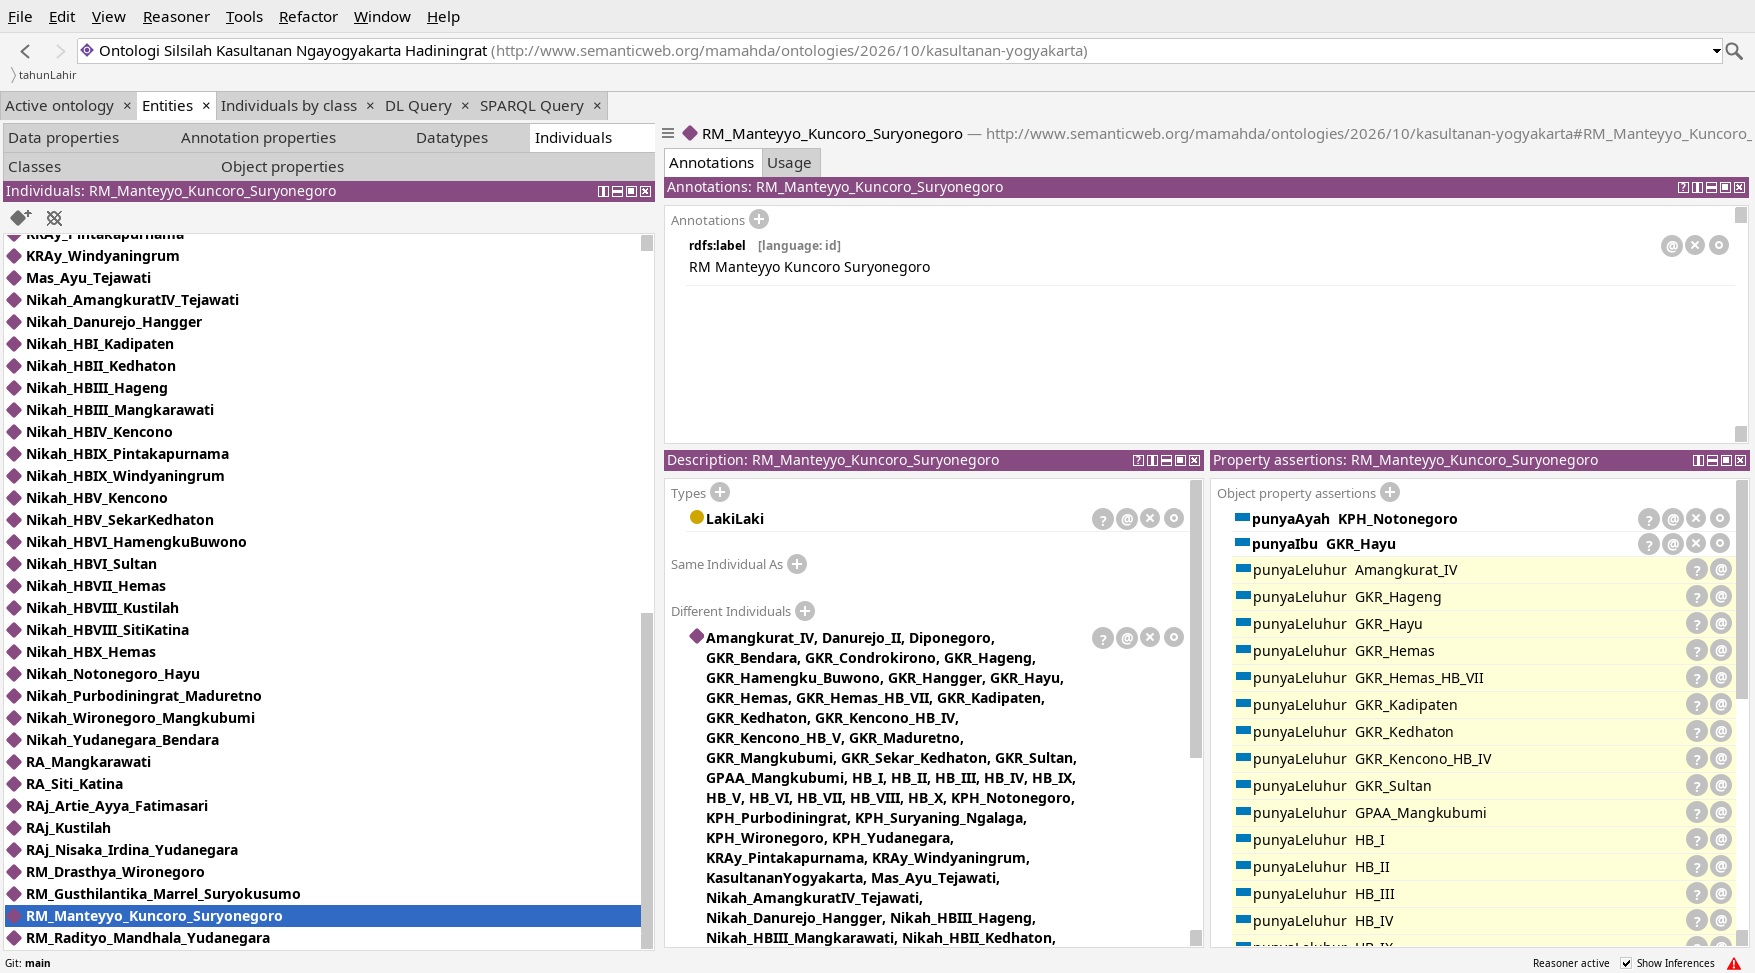 File Edit View Reasoner Tools Refactor Window Help
Ontologi Silsilah Kasultanan Ngayogyakarta Hadiningrat (http://www.semanticweb.org/mamahda/ontologies/2026/10/kasultanan-yogyakarta)
tahunLahir
Active ontology × Entities × Individuals by class × DL Query × SPARQL Query ×
Data properties Annotation properties Datatypes Individuals
Classes Object properties
Individuals: RM_Manteyyo_Kuncoro_Suryonegoro
KRAy_Pintakapurnama
KRAy_Windyaningrum
Mas_Ayu_Tejawati
Nikah_AmangkuratIV_Tejawati
Nikah_Danurejo_Hangger
Nikah_HBI_Kadipaten
Nikah_HBII_Kedhaton
Nikah_HBIII_Hageng
Nikah_HBIII_Mangkarawati
Nikah_HBIV_Kencono
Nikah_HBIX_Pintakapurnama
Nikah_HBIX_Windyaningrum
Nikah_HBV_Kencono
Nikah_HBV_SekarKedhaton
Nikah_HBVI_HamengkuBuwono
Nikah_HBVI_Sultan
Nikah_HBVII_Hemas
Nikah_HBVIII_Kustilah
Nikah_HBVIII_SitiKatina
Nikah_HBX_Hemas
Nikah_Notonegoro_Hayu
Nikah_Purbodiningrat_Maduretno
Nikah_Wironegoro_Mangkubumi
Nikah_Yudanegara_Bendara
RA_Mangkarawati
RA_Siti_Katina
RAj_Artie_Ayya_Fatimasari
RAj_Kustilah
RAj_Nisaka_Irdina_Yudanegara
RM_Drasthya_Wironegoro
RM_Gusthilantika_Marrel_Suryokusumo
RM_Manteyyo_Kuncoro_Suryonegoro
RM_Radityo_Mandhala_Yudanegara
RM_Manteyyo_Kuncoro_Suryonegoro — http://www.semanticweb.org/mamahda/ontologies/2026/10/kasultanan-yogyakarta#RM_Manteyyo_Kuncoro_
Annotations Usage
Annotations: RM_Manteyyo_Kuncoro_Suryonegoro
Annotations
rdfs:label [language: id]
RM Manteyyo Kuncoro Suryonegoro
Description: RM_Manteyyo_Kuncoro_Suryonegoro
Types
LakiLaki
Same Individual As
Different Individuals
Amangkurat_IV, Danurejo_II, Diponegoro,
GKR_Bendara, GKR_Condrokirono, GKR_Hageng,
GKR_Hamengku_Buwono, GKR_Hangger, GKR_Hayu,
GKR_Hemas, GKR_Hemas_HB_VII, GKR_Kadipaten,
GKR_Kedhaton, GKR_Kencono_HB_IV,
GKR_Kencono_HB_V, GKR_Maduretno,
GKR_Mangkubumi, GKR_Sekar_Kedhaton, GKR_Sultan,
GPAA_Mangkubumi, HB_I, HB_II, HB_III, HB_IV, HB_IX,
HB_V, HB_VI, HB_VII, HB_VIII, HB_X, KPH_Notonegoro,
KPH_Purbodiningrat, KPH_Suryaning_Ngalaga,
KPH_Wironegoro, KPH_Yudanegara,
KRAy_Pintakapurnama, KRAy_Windyaningrum,
KasultananYogyakarta, Mas_Ayu_Tejawati,
Nikah_AmangkuratIV_Tejawati,
Nikah_Danurejo_Hangger, Nikah_HBIII_Hageng,
Nikah_HBIII_Mangkarawati, Nikah_HBII_Kedhaton,
Property assertions: RM_Manteyyo_Kuncoro_Suryonegoro
Object property assertions
punyaAyah KPH_Notonegoro
punyaIbu GKR_Hayu
punyaLeluhur Amangkurat_IV
punyaLeluhur GKR_Hageng
punyaLeluhur GKR_Hayu
punyaLeluhur GKR_Hemas
punyaLeluhur GKR_Hemas_HB_VII
punyaLeluhur GKR_Kadipaten
punyaLeluhur GKR_Kedhaton
punyaLeluhur GKR_Kencono_HB_IV
punyaLeluhur GKR_Sultan
punyaLeluhur GPAA_Mangkubumi
punyaLeluhur HB_I
punyaLeluhur HB_II
punyaLeluhur HB_III
punyaLeluhur HB_IV
punyaLeluhur HB_IX
Git: main
Reasoner active Show Inferences